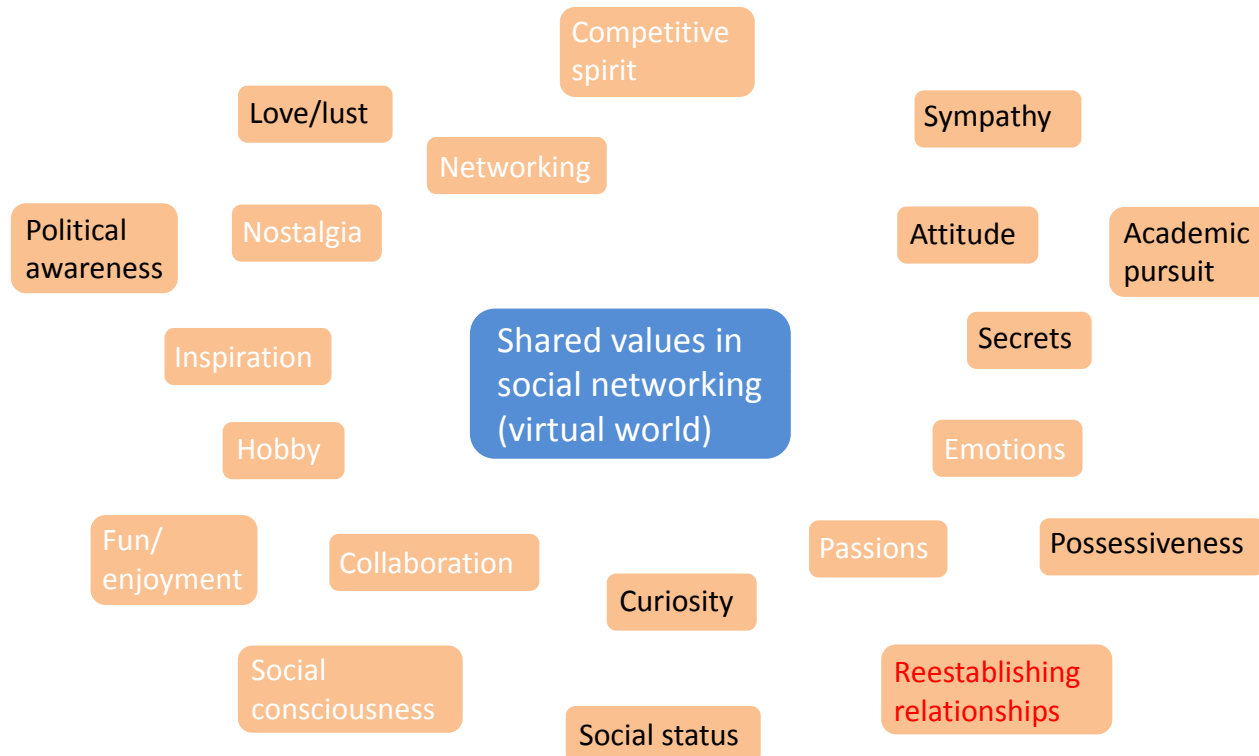 Competitive
spirit
Love/lust
Sympathy
Networking
Political
awareness
Nostalgia
Attitude
Academic
pursuit
Inspiration
Shared values in
social networking
(virtual world)
Secrets
Hobby
Emotions
Fun/
enjoyment
Collaboration
Passions
Possessiveness
Curiosity
Social
consciousness
Reestablishing
relationships
Social status